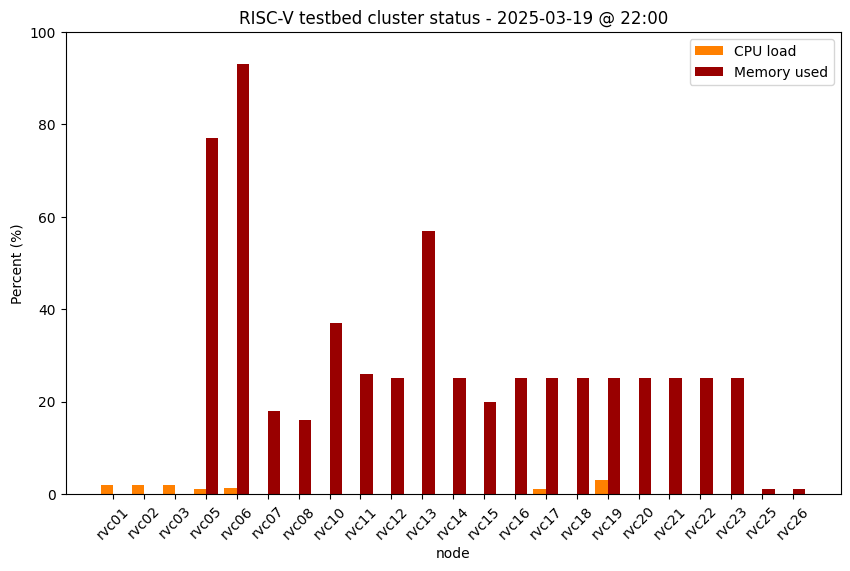 RISC-V testbed cluster status - 2025-03-19 @ 22:00
CPU load
Memory used
Percent (%)
100
80
60
40
20
0
rvc01 rvc02 rvc03 rvc05 rvc06 rvc07 rvc08 rvc10 rvc11 rvc12 rvc13 rvc14 rvc15 rvc16 rvc17 rvc18 rvc19 rvc20 rvc21 rvc22 rvc23 rvc25 rvc26
node